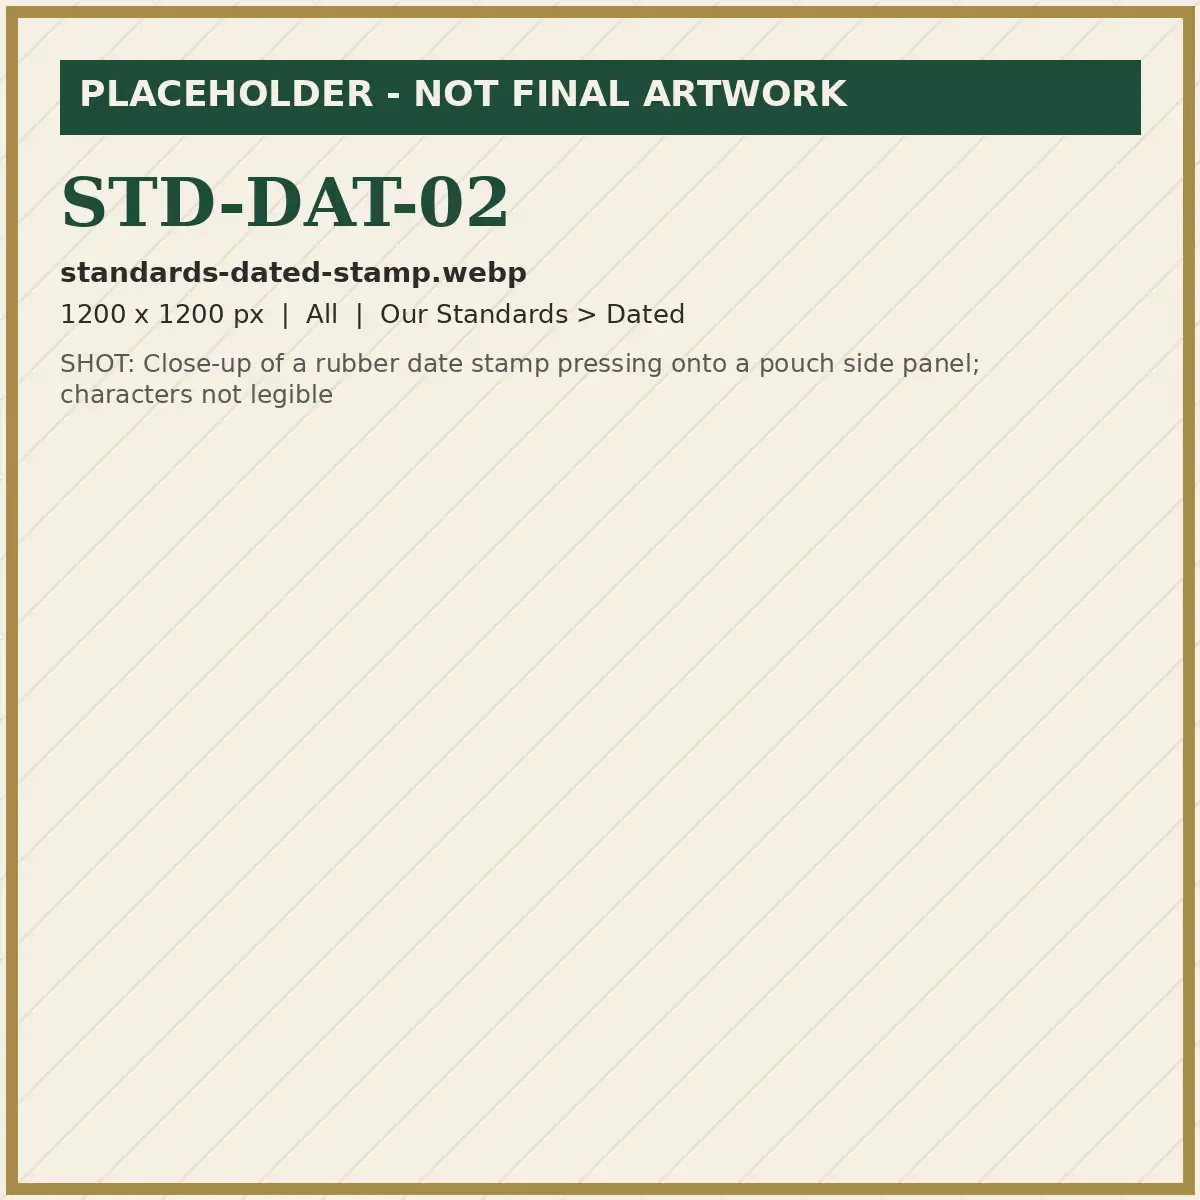 PLACEHOLDER - NOT FINAL ARTWORK
STD-DAT-02
standards-dated-stamp.webp
1200 x 1200 px | All | Our Standards > Dated
SHOT: Close-up of a rubber date stamp pressing onto a pouch side panel;
characters not legible